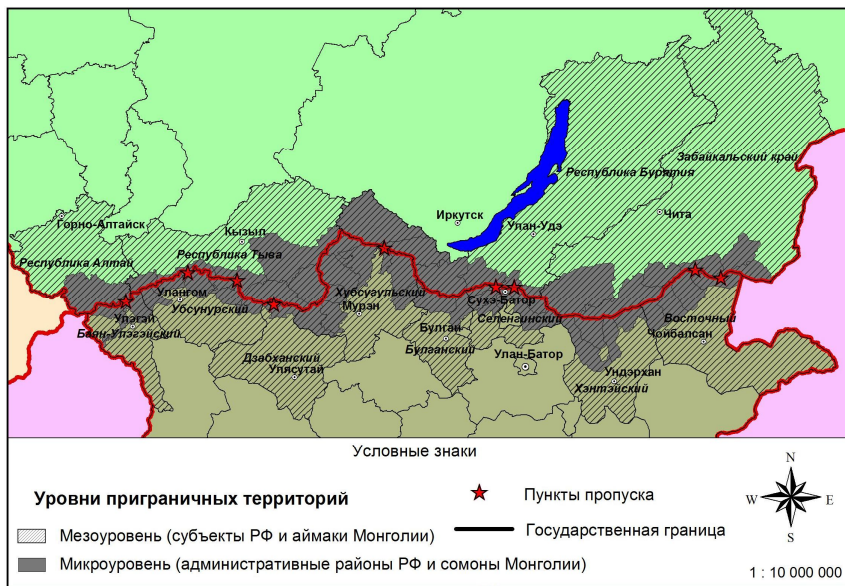 Забайкальский край
Республика Бурятия
Иркутск
Чита
Горно-Алтайск
Улан-Удэ
Кызыл
Республика Тыва
Республика Алтай
Улангом
Убсунурский
Хубсугульский
Сухэ-Батор
Улэгэй
Мурэн
Селенгинский
Восточный
Баян-Улэгэйский
Булган
Чойбалсан
Булганский
Дзабханский
Улан-Батор
Улясутай
Ундэрхан
Хэнтэйский
Условные знаки
Уровни приграничных территорий
Мезоуровень (субъекты РФ и аймаки Монголии)
Микроуровень (административные районы РФ и сомоны Монголии)
Пункты пропуска
Государственная граница
N
W
E
S
1 : 10 000 000